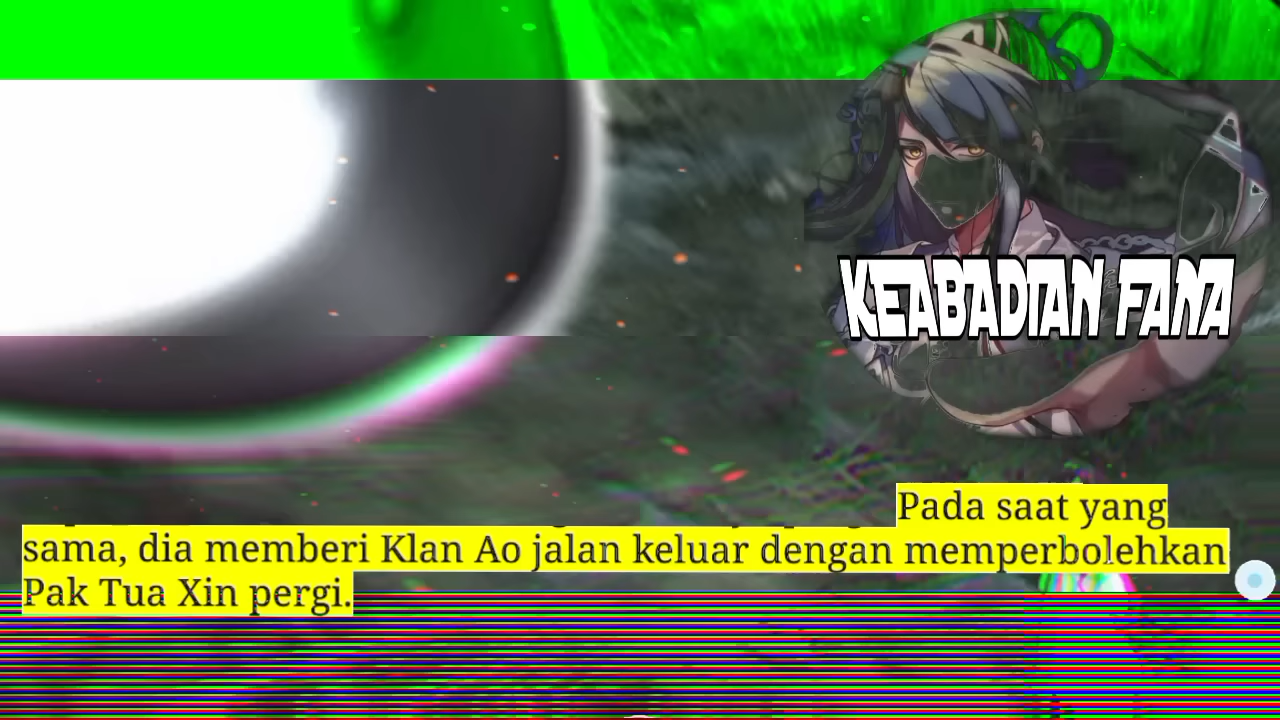 KEABADIAN FANA
Pada saat yang
sama, dia memberi Klan Ao jalan keluar dengan memperbolehkan
Pak Tua Xin pergi.